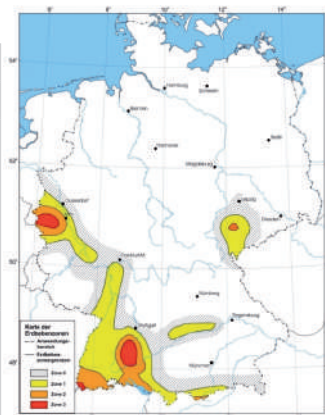 6° 8° 10° 12° 14°
54°
Hamburg
Schwerin
Bremen
Berlin
Hannover
Magdeburg
52°
Düsseldorf
Leipzig
Dresden
Frankfurt
50°
Nürnberg
Regensburg
Stuttgart
München
48°
Karte der
Erdbebenzonen
Zone 0
Zone 1
Zone 2
Zone 3